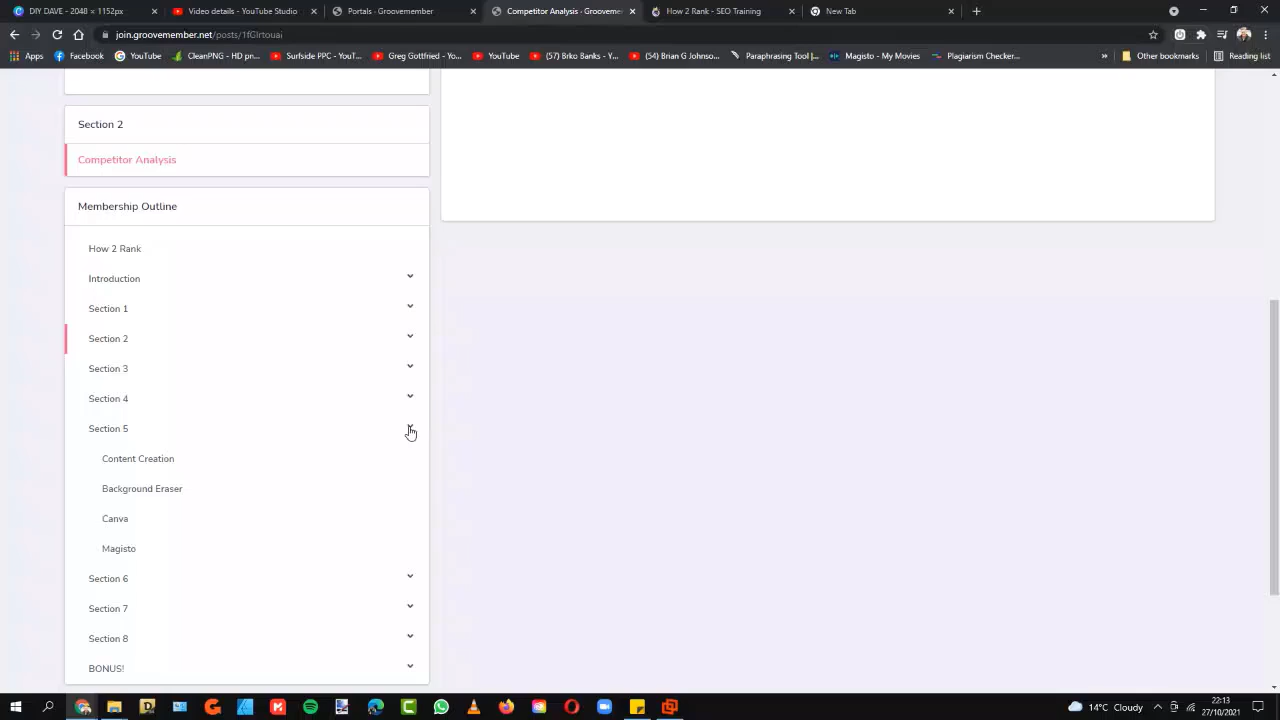 DIY DAVE - 2048 × 1152px
Video details - YouTube Studio
Portals : Groovemember
Competitor Analysis - Grooveme
How 2 Rank - SEO Training
New Tab
join.groovemember.net/posts/1fGIrtouai
Apps
Facebook
YouTube
CleanPNG - HD pn...
Surfside PPC - YouT...
Greg Gottfried - Yo...
YouTube
(57) Brko Banks - Y...
(54) Brian G Johnso...
Paraphrasing Tool |...
Magisto - My Movies
Plagiarism Checker...
»
Other bookmarks
Reading list
Section 2
Competitor Analysis
Membership Outline
How 2 Rank
Introduction
Section 1
Section 2
Section 3
Section 4
Section 5
Content Creation
Background Eraser
Canva
Magisto
Section 6
Section 7
Section 8
BONUS!
14°C Cloudy
22:13
27/10/2021